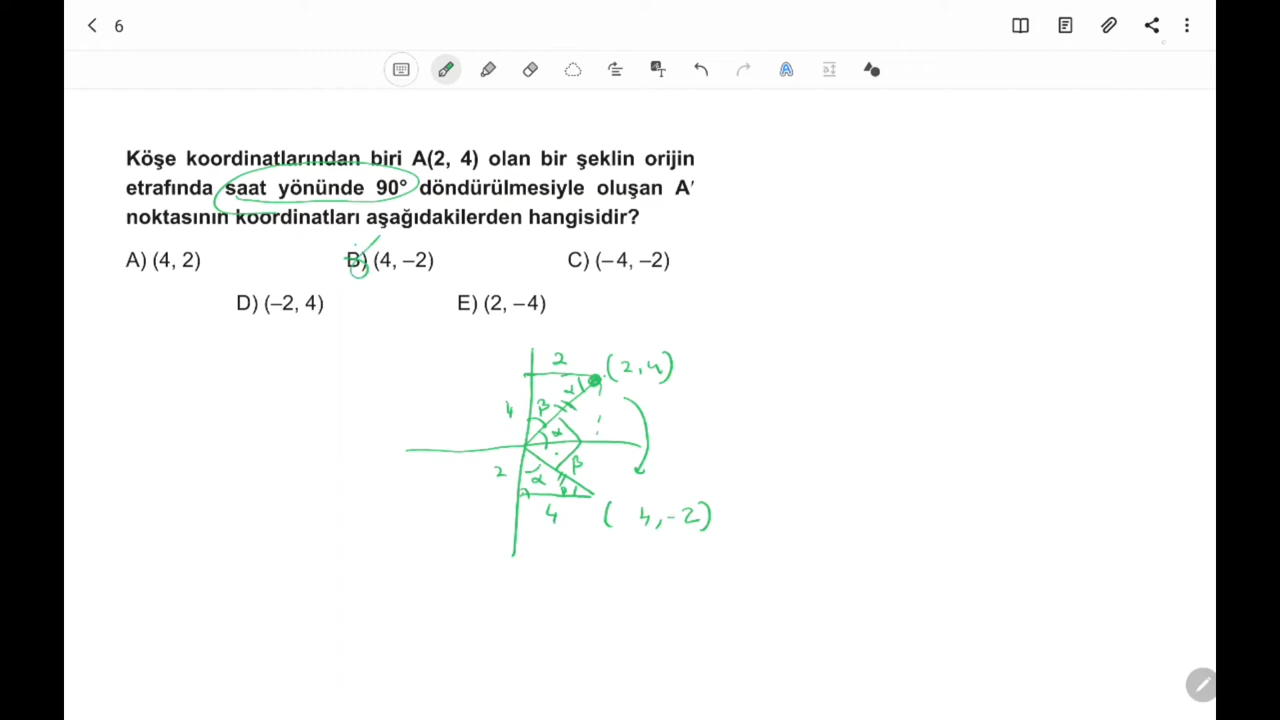 6
Köşe koordinatlarından biri A(2, 4) olan bir şeklin orijin
etrafında saat yönünde 90° döndürülmesiyle oluşan A′
noktasının koordinatları aşağıdakilerden hangisidir?
A) (4, 2) B) (4, –2) C) (–4, –2)
D) (–2, 4) E) (2, –4)
2 (2, 4)
α
4 β
α
2 α β
4 (4, -2)